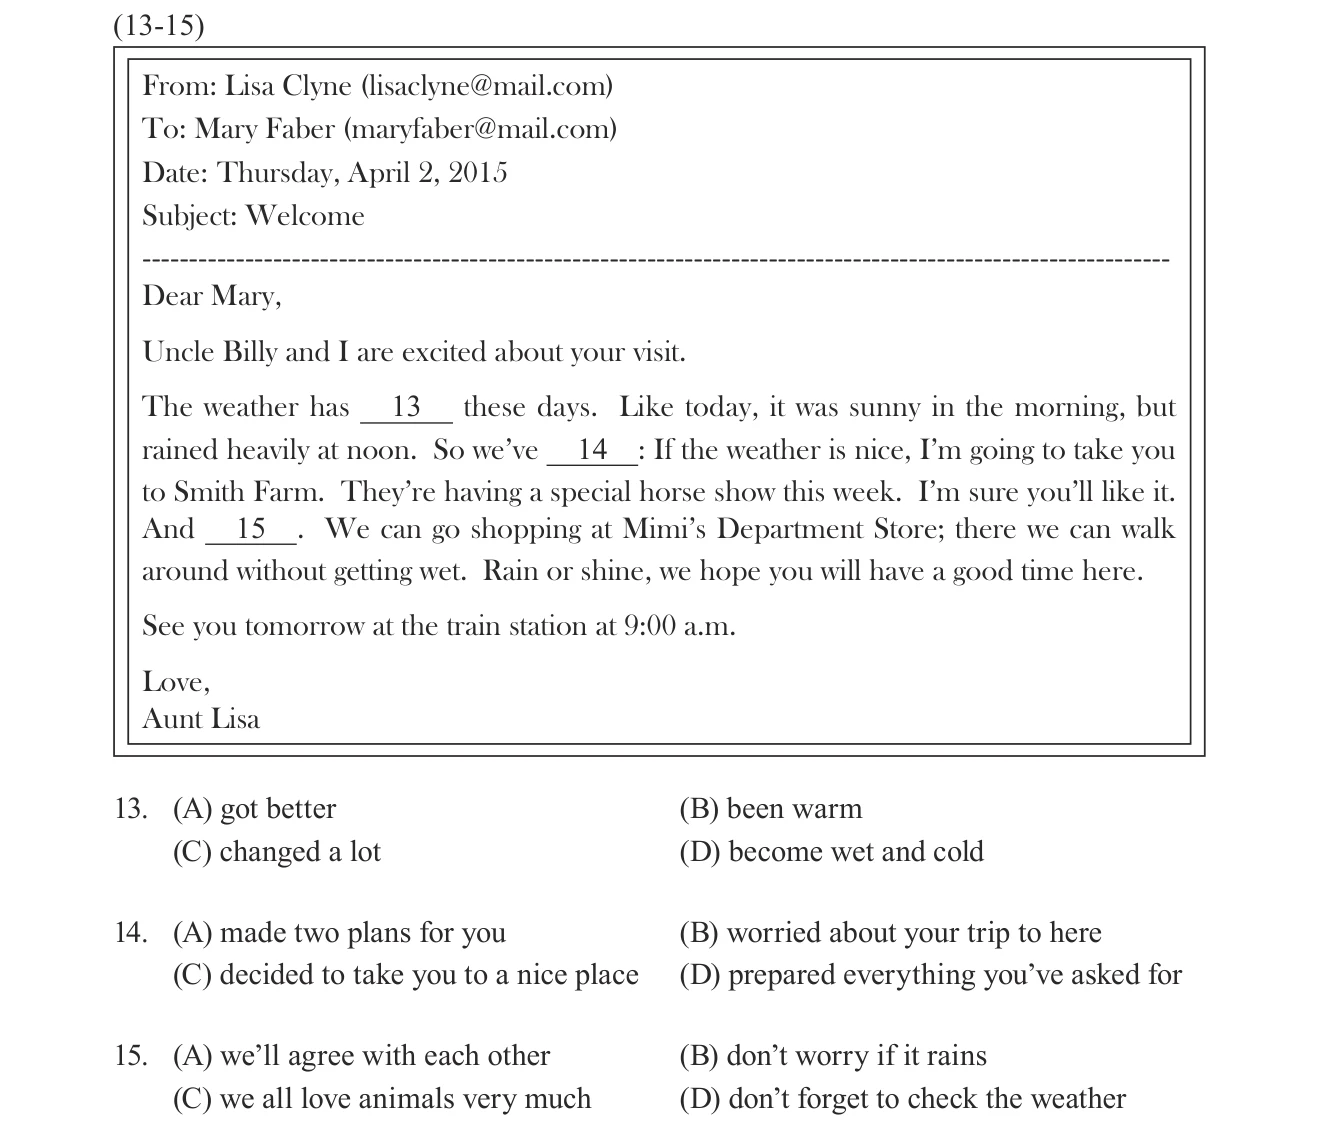 (13-15)
From: Lisa Clyne (lisaclyne@mail.com)
To: Mary Faber (maryfaber@mail.com)
Date: Thursday, April 2, 2015
Subject: Welcome
---------------------------------------------------------------------------------------------------------------
Dear Mary,
Uncle Billy and I are excited about your visit.
The weather has __13__ these days. Like today, it was sunny in the morning, but
rained heavily at noon. So we've __14__: If the weather is nice, I'm going to take you
to Smith Farm. They're having a special horse show this week. I'm sure you'll like it.
And __15__. We can go shopping at Mimi's Department Store; there we can walk
around without getting wet. Rain or shine, we hope you will have a good time here.
See you tomorrow at the train station at 9:00 a.m.
Love,
Aunt Lisa
13. (A) got better (B) been warm
(C) changed a lot (D) become wet and cold
14. (A) made two plans for you (B) worried about your trip to here
(C) decided to take you to a nice place (D) prepared everything you've asked for
15. (A) we'll agree with each other (B) don't worry if it rains
(C) we all love animals very much (D) don't forget to check the weather